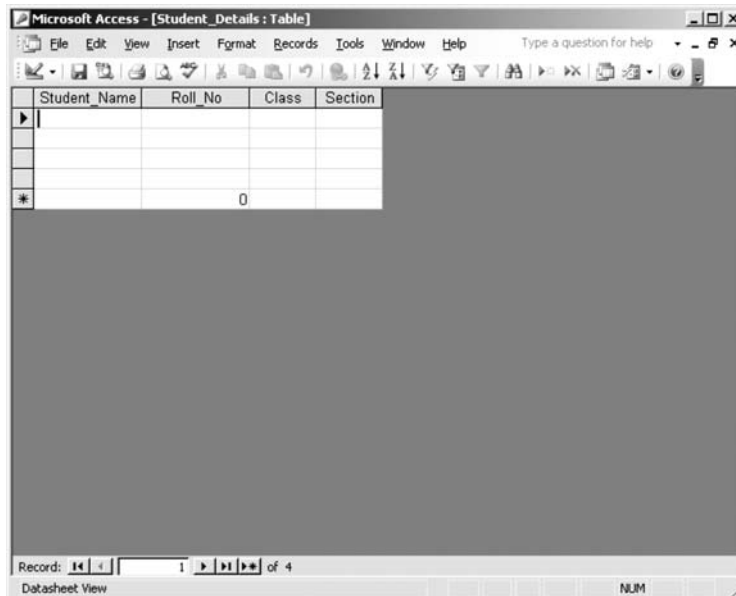 Microsoft Access - [Student_Details : Table]
File Edit View Insert Format Records Tools Window Help Type a question for help
Student_Name Roll_No Class Section
0
Record: 1 of 4
Datasheet View NUM